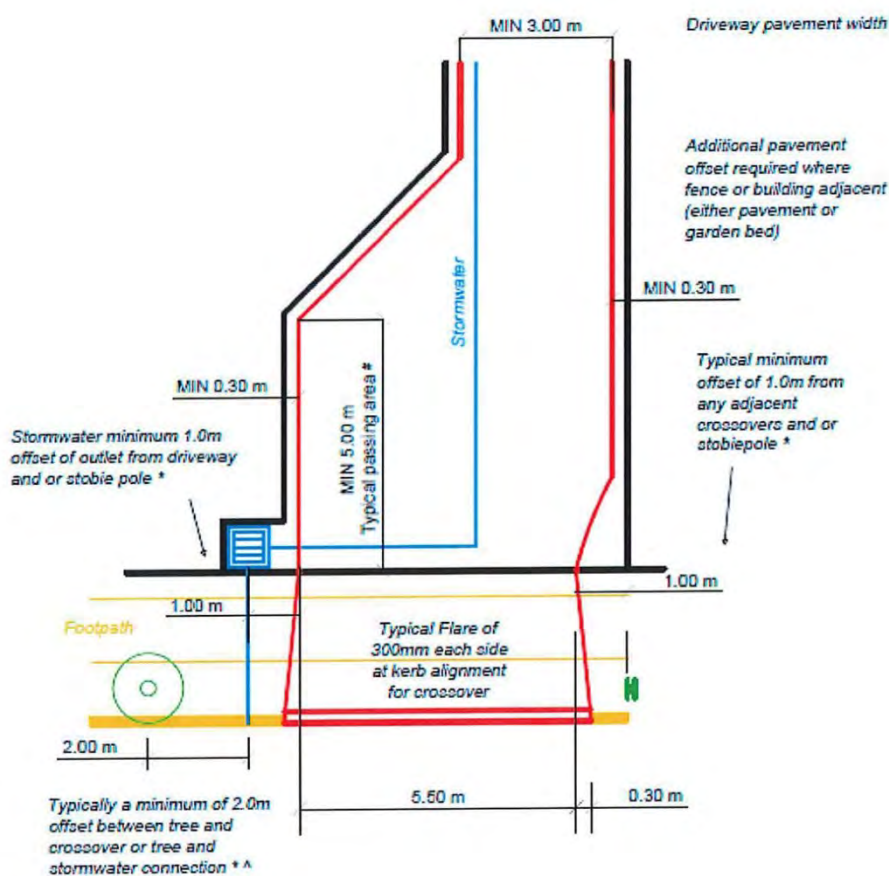 MIN 3.00 m
Driveway pavement width
Additional pavement
offset required where
fence or building adjacent
(either pavement or
garden bed)
Stormwater
MIN 0.30 m
MIN 0.30 m
MIN 5.00 m
Typical passing area #
Typical minimum
offset of 1.0m from
any adjacent
crossovers and or
stobiepole *
Stormwater minimum 1.0m
offset of outlet from driveway
and or stobie pole *
1.00 m
1.00 m
Footpath
Typical Flare of
300mm each side
at kerb alignment
for crossover
2.00 m
5.50 m
0.30 m
Typically a minimum of 2.0m
offset between tree and
crossover or tree and
stormwater connection * ^